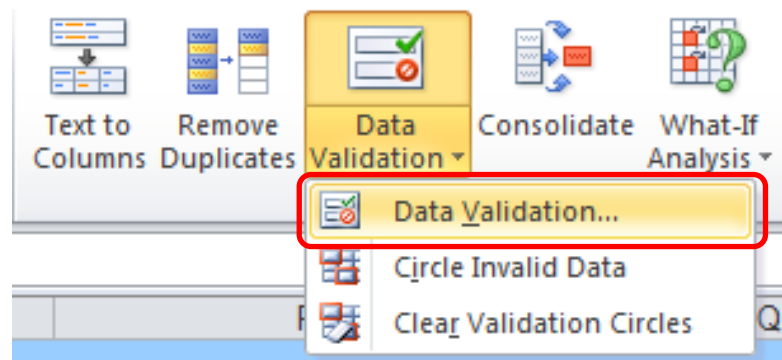 Text to Remove Data Consolidate What-If
Columns Duplicates Validation Analysis
Data Validation...
Circle Invalid Data
Clear Validation Circles
Q